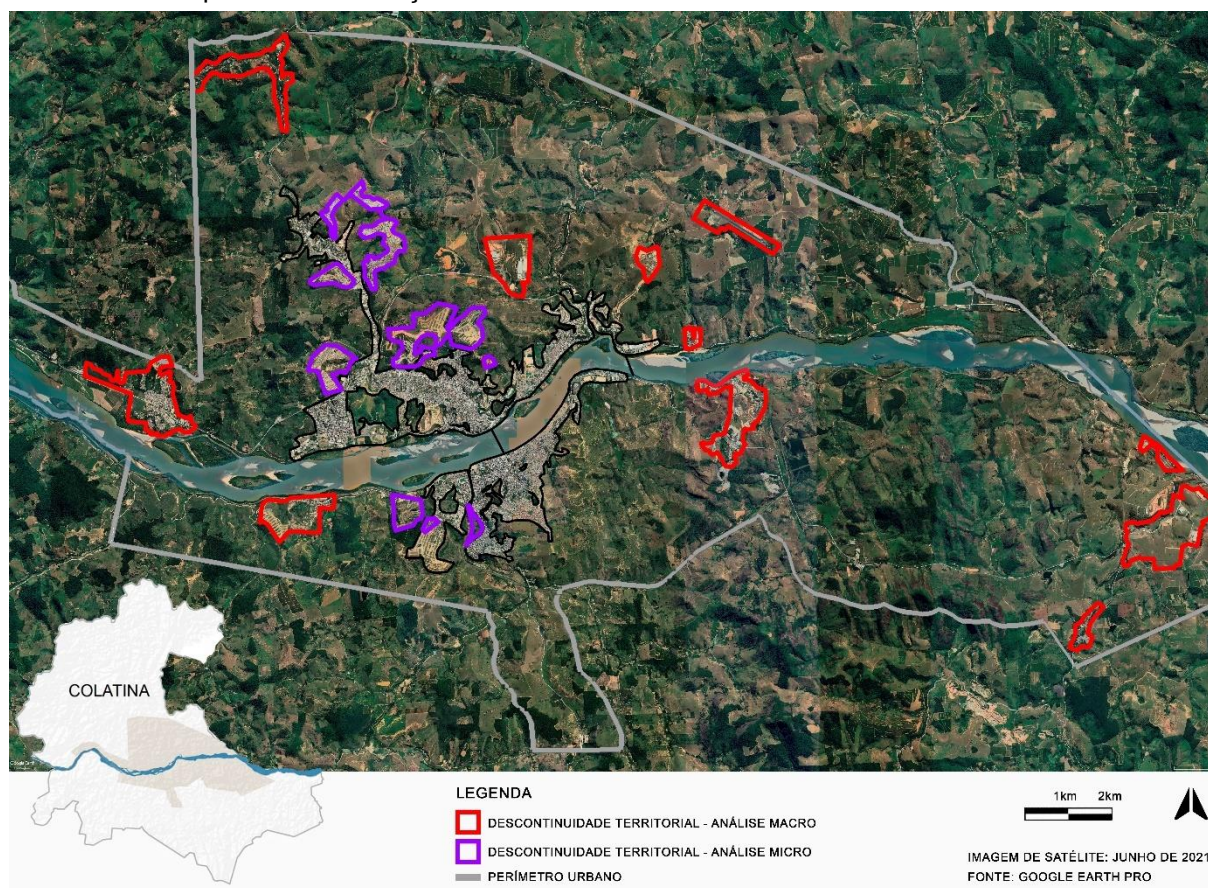 COLATINA
LEGENDA
DESCONTINUIDADE TERRITORIAL - ANÁLISE MACRO
DESCONTINUIDADE TERRITORIAL - ANÁLISE MICRO
PERÍMETRO URBANO
1km 2km
IMAGEM DE SATÉLITE: JUNHO DE 2021
FONTE: GOOGLE EARTH PRO